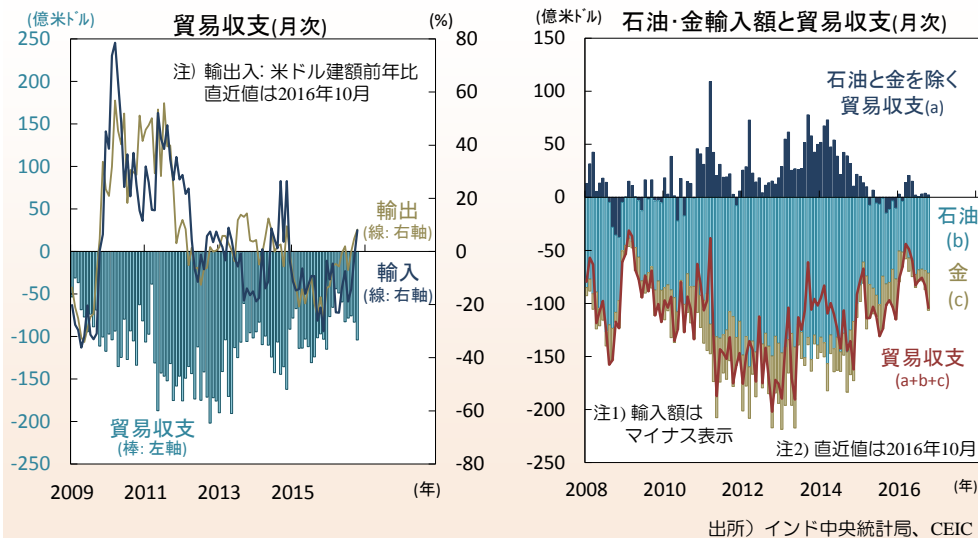 (億米ドル)
貿易収支(月次)
(%)
250
200
150
100
50
0
-50
-100
-150
-200
-250
80
60
40
20
0
-20
-40
-60
-80
注) 輸出入: 米ドル建額前年比
直近値は2016年10月
輸出
(線: 右軸)
輸入
(線: 右軸)
貿易収支
(棒: 左軸)
2009 2011 2013 2015
(年)
(億米ドル)
石油･金輸入額と貿易収支(月次)
150
100
50
0
-50
-100
-150
-200
-250
石油と金を除く
貿易収支(a)
石油
(b)
金
(c)
貿易収支
(a+b+c)
注1) 輸入額は
マイナス表示
注2) 直近値は2016年10月
2008 2010 2012 2014 2016
(年)
出所）インド中央統計局、CEIC